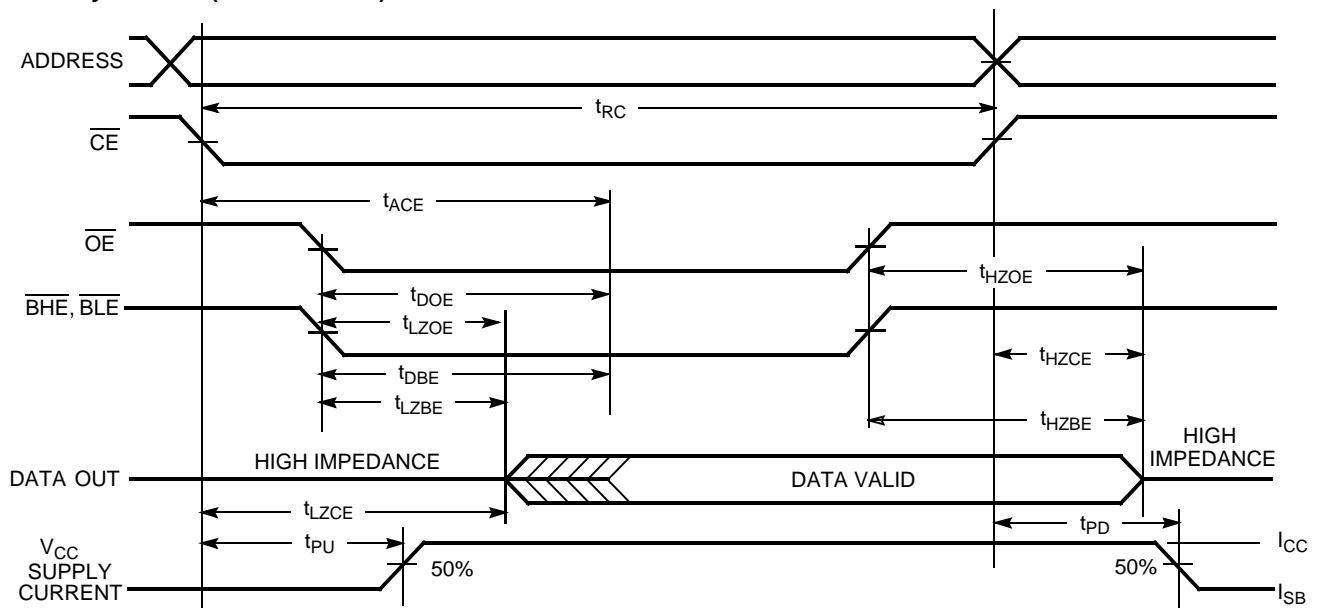 ADDRESS
tRC
CE
tACE
OE
tHZOE
tDOE
BHE, BLE
tLZOE
tHZCE
tDBE
tLZBE
tHZBE
HIGH IMPEDANCE
HIGH
IMPEDANCE
DATA OUT
DATA VALID
tLZCE
tPD
tPU
VCC
SUPPLY
CURRENT
50%
50%
ICC
ISB